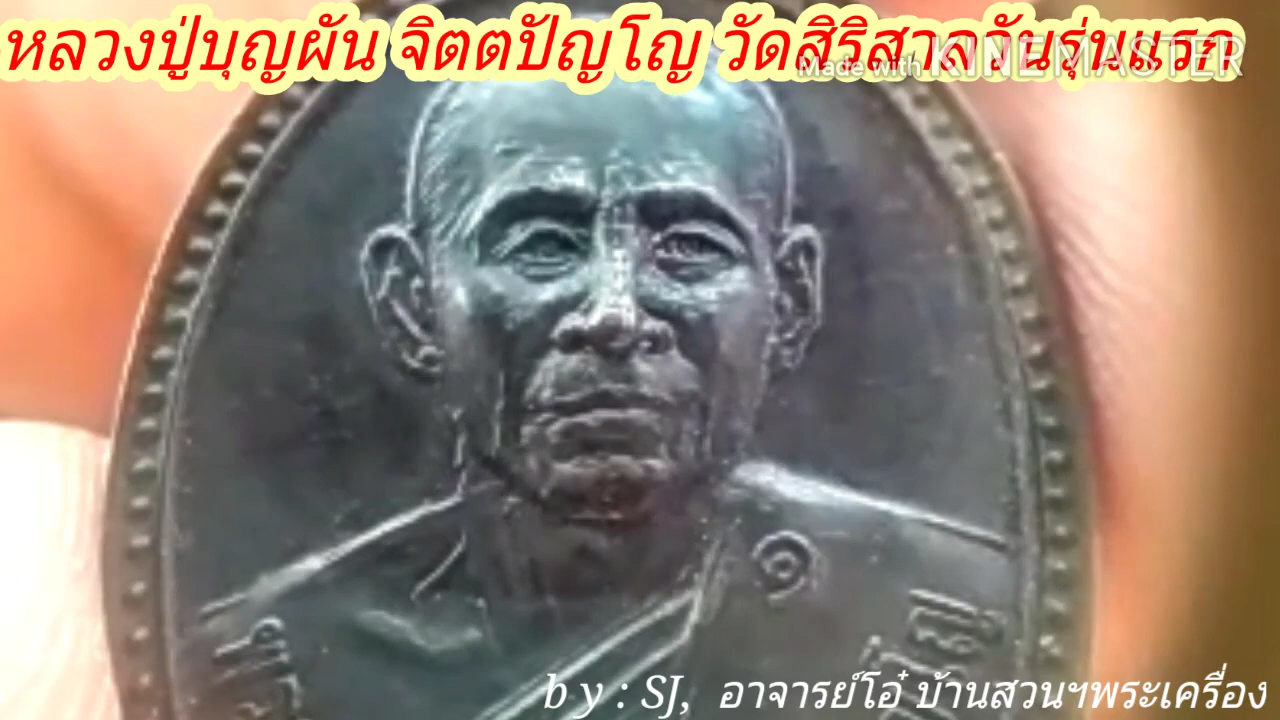 หลวงปู่บุญผัน จิตตปัญโญ วัดสิริสาลวันรุ่นแรก
Made with KINEMASTER
๑
by : SJ, อาจารย์โอ๋ บ้านสวนฯพระเครื่อง